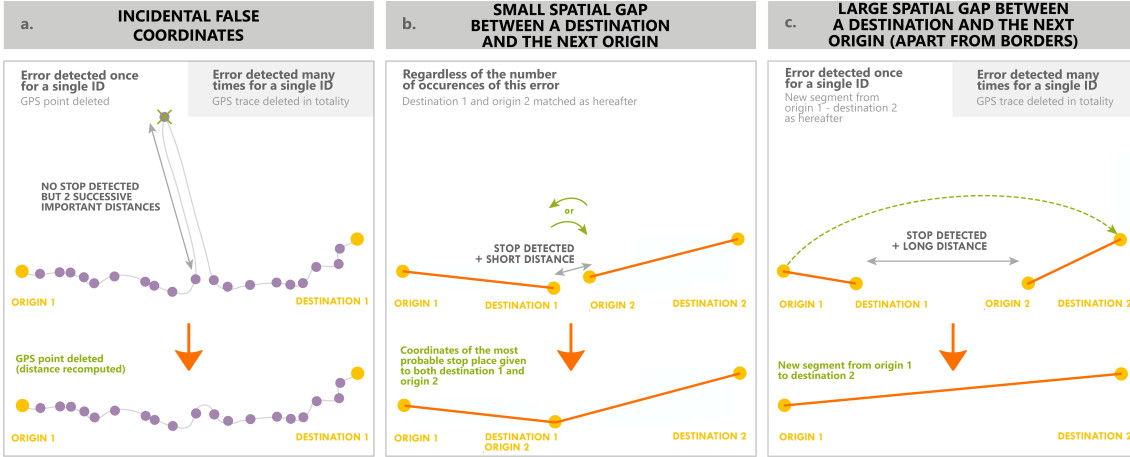 a.
INCIDENTAL FALSE
COORDINATES
Error detected once
for a single ID
GPS point deleted
Error detected many
times for a single ID
GPS trace deleted in totality
NO STOP DETECTED
BUT 2 SUCCESSIVE
IMPORTANT DISTANCES
ORIGIN 1
DESTINATION 1
GPS point deleted
(distance recomputed)
ORIGIN 1
DESTINATION 1
b.
SMALL SPATIAL GAP
BETWEEN A DESTINATION
AND THE NEXT ORIGIN
Regardless of the number
of occurences of this error
Destination 1 and origin 2 matched as hereafter
or
STOP DETECTED
+ SHORT DISTANCE
ORIGIN 1
DESTINATION 1
ORIGIN 2
DESTINATION 2
Coordinates of the most
probable stop place given
to both destination 1 and
origin 2
ORIGIN 1
DESTINATION 1
ORIGIN 2
DESTINATION 2
c.
LARGE SPATIAL GAP BETWEEN
A DESTINATION AND THE NEXT
ORIGIN (APART FROM BORDERS)
Error detected once
for a single ID
New segment from
origin 1 - destination 2
as hereafter
Error detected many
times for a single ID
GPS trace deleted in totality
STOP DETECTED
+ LONG DISTANCE
ORIGIN 1
DESTINATION 1
ORIGIN 2
DESTINATION 2
New segment from origin 1
to destination 2
ORIGIN 1
DESTINATION 2